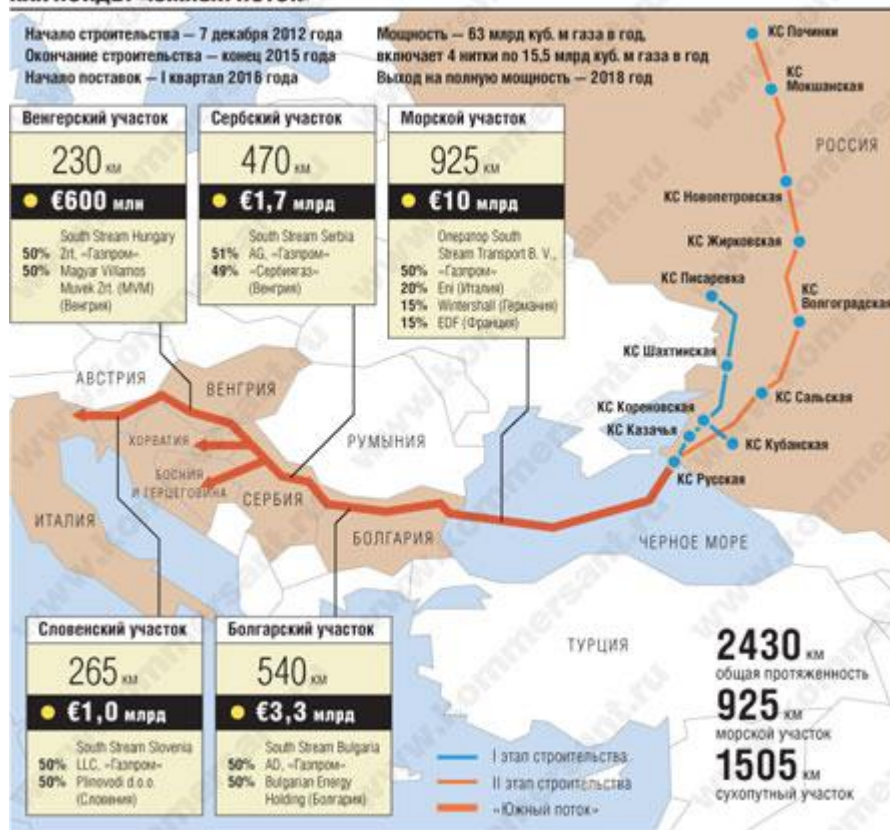 Начало строительства — 7 декабря 2012 года
Окончание строительства — конец 2015 года
Начало поставок — I квартал 2016 года
Мощность — 63 млрд куб. м газа в год,
включает 4 нитки по 15,5 млрд куб. м газа в год
Выход на полную мощность — 2018 год
Венгерский участок
230 км
€600 млн
South Stream Hungary
50% Zrt, «Газпром»
50% Magyar Villamos
Muvek Zrt. (MVM)
(Венгрия)
Сербский участок
470 км
€1,7 млрд
South Stream Serbia
51% AG, «Газпром»
49% «Сербиягаз»
(Венгрия)
Морской участок
925 км
€10 млрд
Оператор South
Stream Transport B. V.,
50% «Газпром»
20% Eni (Италия)
15% Wintershall (Германия)
15% EDF (Франция)
КС Починки
КС
Мокшанская
РОССИЯ
КС Новопетровская
КС Жирковская
КС Писаревка
КС
Волгоградская
КС Шахтинская
КС Сальская
КС Кореновская
КС Казачья
КС Кубанская
КС Русская
АВСТРИЯ
ВЕНГРИЯ
ХОРВАТИЯ
РУМЫНИЯ
БОСНИЯ
И ГЕРЦЕГОВИНА
СЕРБИЯ
ИТАЛИЯ
БОЛГАРИЯ
ЧЕРНОЕ МОРЕ
ТУРЦИЯ
Словенский участок
265 км
€1,0 млрд
South Stream Slovenia
50% LLC, «Газпром»
50% Plinovodi d.o.o.
(Словения)
Болгарский участок
540 км
€3,3 млрд
South Stream Bulgaria
50% AD, «Газпром»
50% Bulgarian Energy
Holding (Болгария)
I этап строительства
II этап строительства
«Южный поток»
2430 км
общая протяженность
925 км
морской участок
1505 км
сухопутный участок
www.kommersant.ru